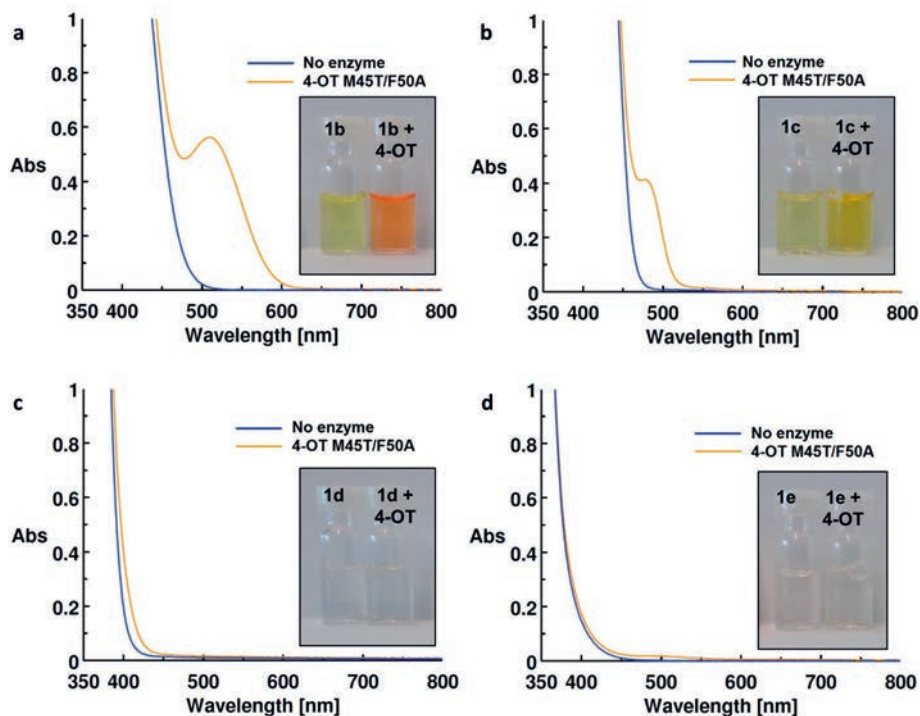 a
No enzyme
4-OT M45T/F50A
1b 1b +
4-OT
Abs
1
0.8
0.6
0.4
0.2
0
350 400 500 600 700 800
Wavelength [nm]
b
No enzyme
4-OT M45T/F50A
1c 1c +
4-OT
Abs
1
0.8
0.6
0.4
0.2
0
350 400 500 600 700 800
Wavelength [nm]
c
No enzyme
4-OT M45T/F50A
1d 1d +
4-OT
Abs
1
0.8
0.6
0.4
0.2
0
350 400 500 600 700 800
Wavelength [nm]
d
No enzyme
4-OT M45T/F50A
1e 1e +
4-OT
Abs
1
0.8
0.6
0.4
0.2
0
350 400 500 600 700 800
Wavelength [nm]